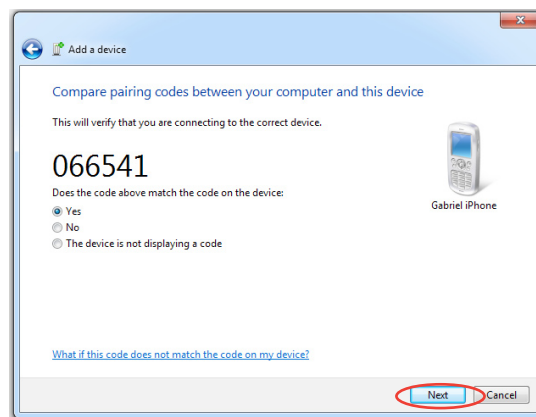 Add a device
Compare pairing codes between your computer and this device
This will verify that you are connecting to the correct device.
066541
Does the code above match the code on the device:
Yes
No
The device is not displaying a code
Gabriel iPhone
What if this code does not match the code on my device?
Next
Cancel